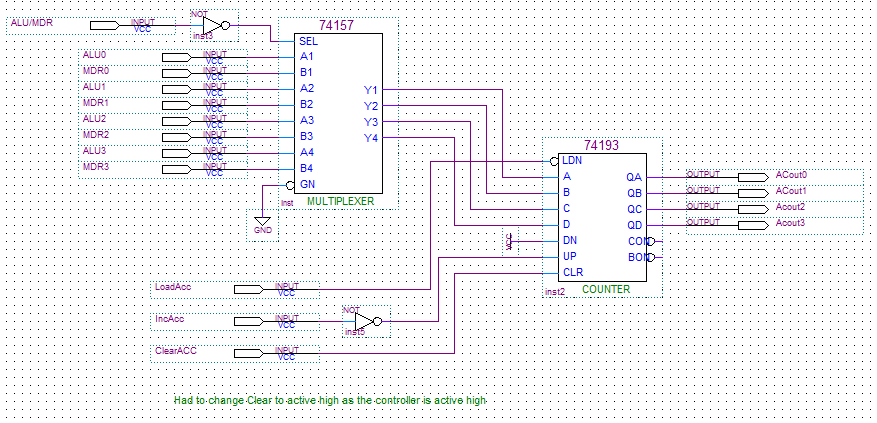 ALU/MDR INPUT VCC NOT inst3
74157
SEL
ALU0 INPUT VCC A1
MDR0 INPUT VCC B1
ALU1 INPUT VCC A2 Y1
MDR1 INPUT VCC B2 Y2
ALU2 INPUT VCC A3 Y3
MDR2 INPUT VCC B3 Y4
ALU3 INPUT VCC A4
MDR3 INPUT VCC B4
GN
inst MULTIPLEXER
GND
74193
LDN
A QA OUTPUT ACout0
B QB OUTPUT ACout1
C QC OUTPUT ACout2
D QD OUTPUT Acout3
VCC DN CON
UP BON
CLR
inst2 COUNTER
LoadAcc INPUT VCC
IncAcc INPUT VCC NOT inst5
ClearACC INPUT VCC
Had to change Clear to active high as the controller is active high